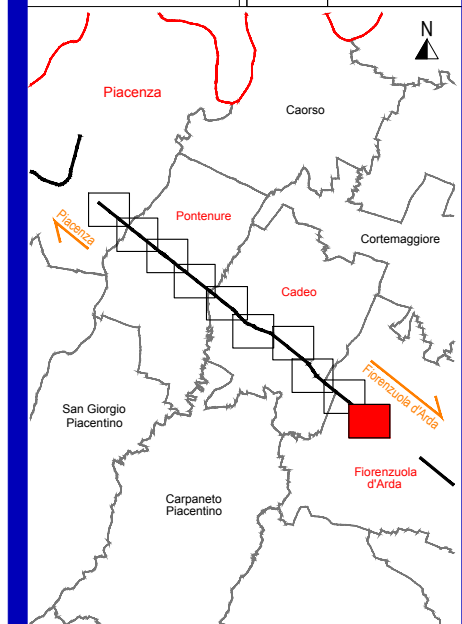 N
Piacenza
Caorso
Pontenure
Piacenza
Cortemaggiore
Cadeo
Fiorenzuola d'Arda
San Giorgio
Piacentino
Fiorenzuola
d'Arda
Carpaneto
Piacentino